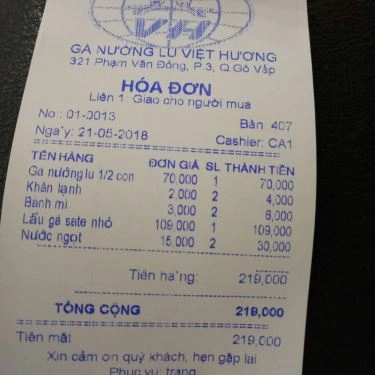 VH
GÀ NƯỚNG LU VIỆT HƯƠNG
321 Phạm Văn Đồng, P.3, Q.Gò Vấp
HÓA ĐƠN
Liên 1 Giao cho người mua
No : 01-0013 Bàn 407
Ngà'y: 21-05-2018 Cashier: CA1
TÊN HÀNG ĐƠN GIÁ SL THÀNH TIỀN
Gà nướng lu 1/2 con 70,000 1 70,000
Khăn lạnh 2,000 2 4,000
Bánh mì 3,000 2 6,000
Lẩu gà sate nhỏ 109,000 1 109,000
Nước ngọt 15,000 2 30,000
Tiền hà'ng: 219,000
TỔNG CỘNG 219,000
Tiền mặt 219,000
Xin cảm ơn quý khách, hẹn gặp lại
Phục vụ: trang